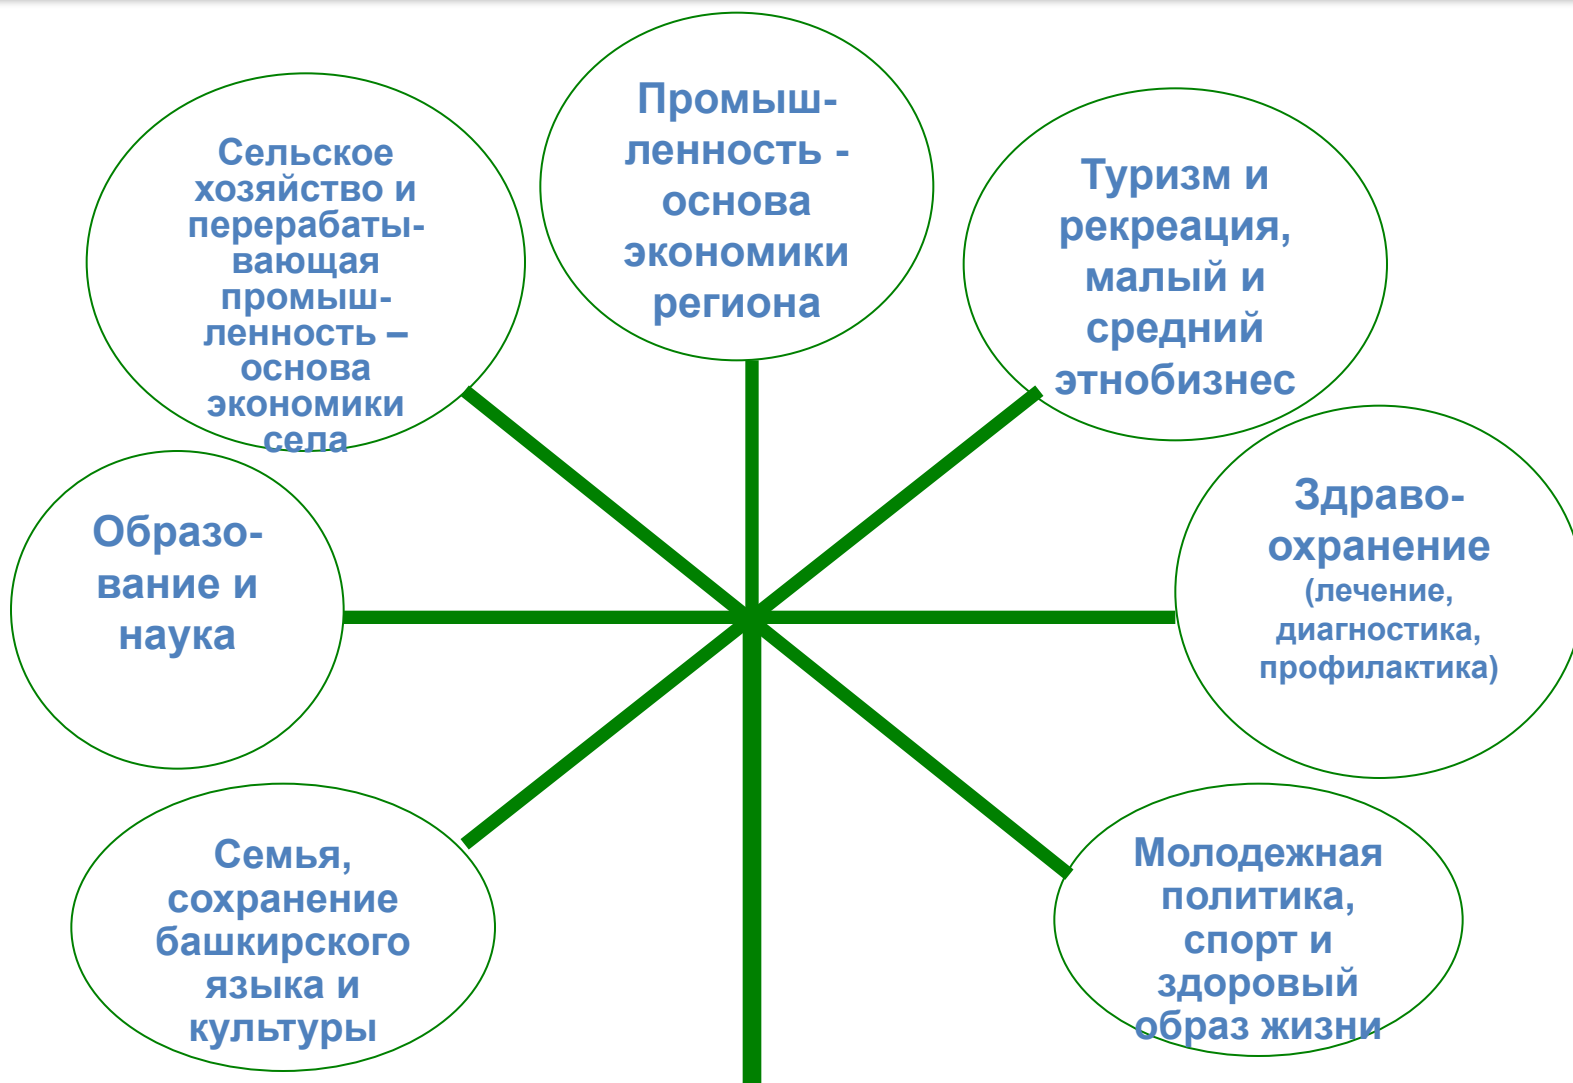 Промыш-
ленность -
основа
экономики
региона
Сельское
хозяйство и
перерабаты-
вающая
промыш-
ленность –
основа
экономики
села
Туризм и
рекреация,
малый и
средний
этнобизнес
Образо-
вание и
наука
Здраво-
охранение
(лечение,
диагностика,
профилактика)
Семья,
сохранение
башкирского
языка и
культуры
Молодежная
политика,
спорт и
здоровый
образ жизни